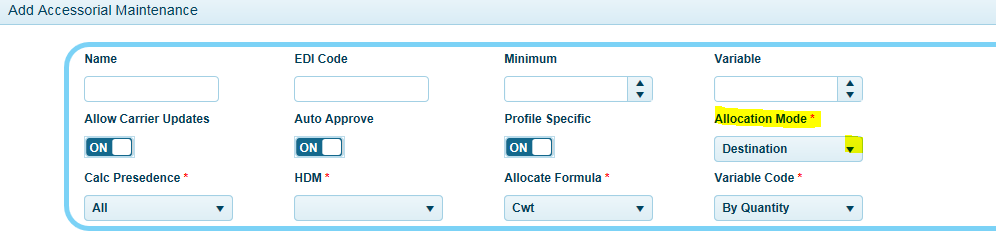 Add Accessorial Maintenance
Name EDI Code Minimum Variable
Allow Carrier Updates Auto Approve Profile Specific Allocation Mode *
ON ON ON Destination
Calc Presedence * HDM * Allocate Formula * Variable Code *
All Cwt By Quantity